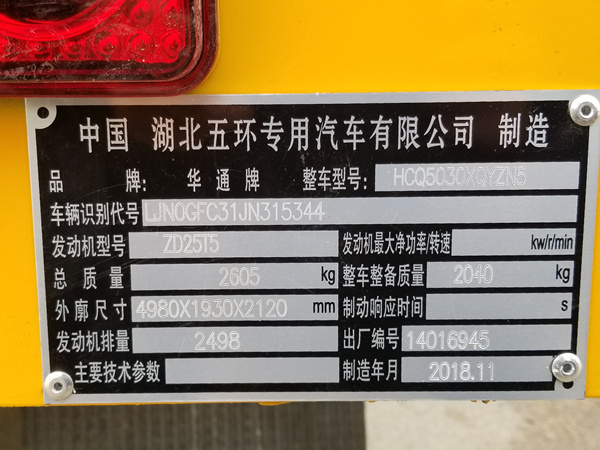 中国 湖北五环专用汽车有限公司 制造
品牌: 华通牌 整车型号: HCQ5030XQYZN5
车辆识别代号 LJN0GFC31JN315344
发动机型号 ZD25T5 发动机最大净功率/转速 kw/r/min
总质量 2605 kg 整车整备质量 2040 kg
外廓尺寸 4980X1930X2120 mm 制动响应时间 s
发动机排量 2498 出厂编号 14016945
主要技术参数 制造年月 2018.11